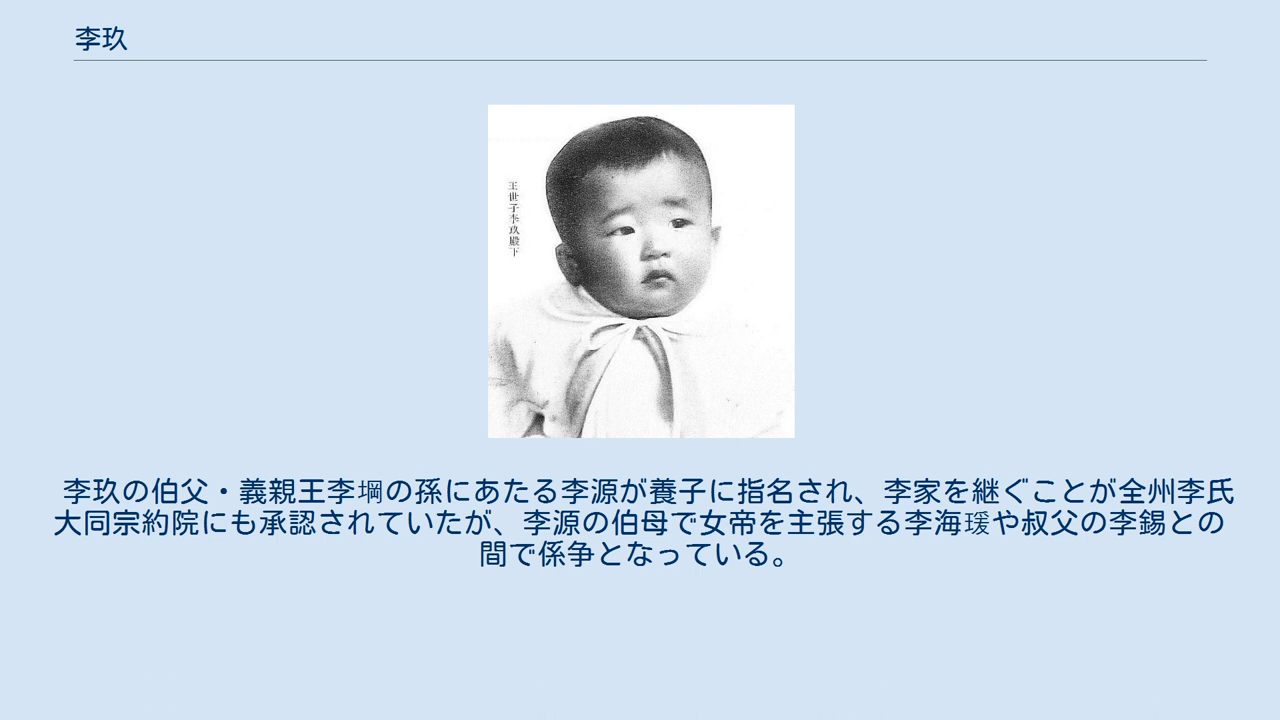 李玖
王世子李玖殿下
李玖の伯父・義親王李堈の孫にあたる李源が養子に指名され、李家を継ぐことが全州李氏
大同宗約院にも承認されていたが、李源の伯母で女帝を主張する李海瑗や叔父の李錫との
間で係争となっている。